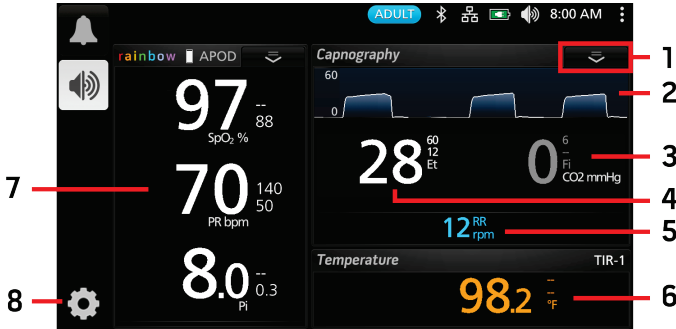 ADULT 8:00 AM
rainbow APOD
97 -- 88
SpO₂ %
70 140 50
PR bpm
8.0 -- 0.3
Pi
Capnography
60
0
28 60 12 Et
0 6 – Fi
CO2 mmHg
12 RR rpm
Temperature TIR-1
98.2 -- -- °F
1
2
3
4
5
6
7
8